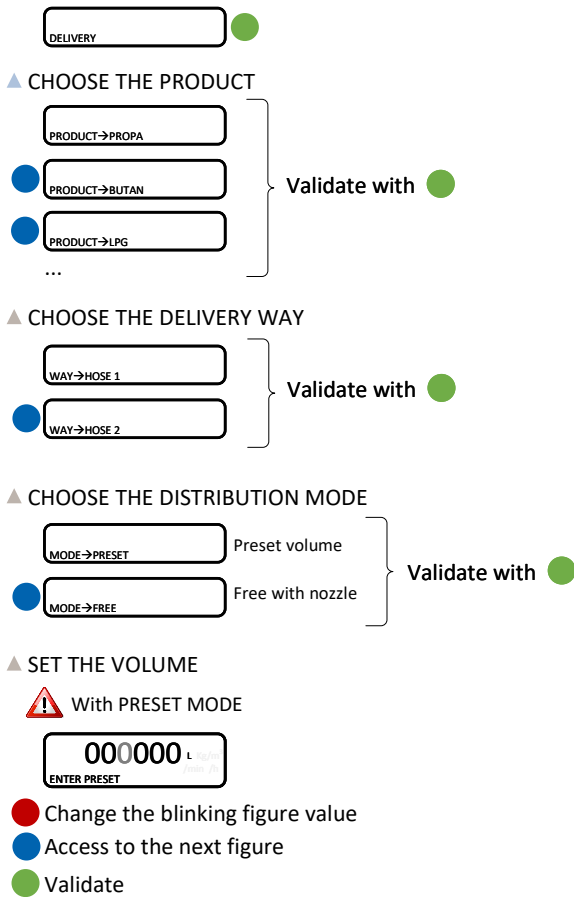 DELIVERY
CHOOSE THE PRODUCT
PRODUCT→PROPA
PRODUCT→BUTAN
Validate with
PRODUCT→LPG
...
CHOOSE THE DELIVERY WAY
WAY→HOSE 1
Validate with
WAY→HOSE 2
CHOOSE THE DISTRIBUTION MODE
MODE→PRESET
Preset volume
Validate with
MODE→FREE
Free with nozzle
SET THE VOLUME
With PRESET MODE
000000 L Kg/m³
/min /h
ENTER PRESET
Change the blinking figure value
Access to the next figure
Validate